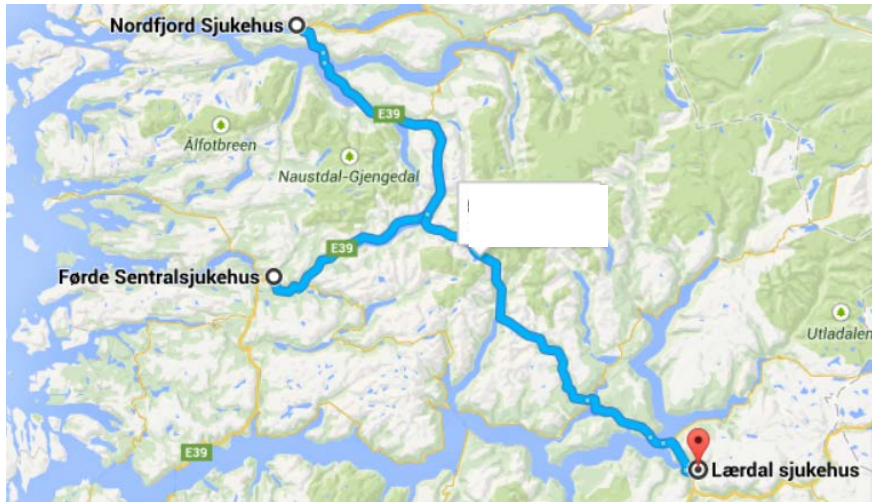 Nordfjord Sjukehus
E39
Ålfotbreen
Naustdal-Gjengedal
E39
Førde Sentralsjukehus
Utladalen
E39
Lærdal sjukehus